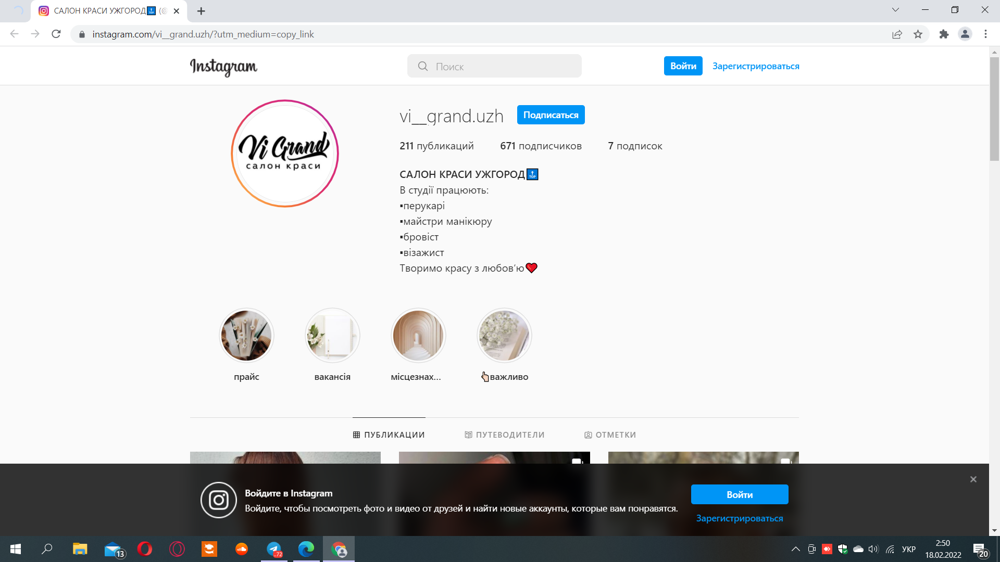 САЛОН КРАСИ УЖГОРОД🔝 (@
instagram.com/vi__grand.uzh/?utm_medium=copy_link
Instagram
Поиск
Войти
Зарегистрироваться
Vi Grand
салон краси
vi__grand.uzh
Подписаться
211 публикаций
671 подписчиков
7 подписок
САЛОН КРАСИ УЖГОРОД🔝
В студії працюють:
▪️перукарі
▪️майстри манікюру
▪️бровіст
▪️візажист
Творимо красу з любов’ю❤️
прайс
вакансія
місцезнах...
👆🏻важливо
ПУБЛИКАЦИИ
ПУТЕВОДИТЕЛИ
ОТМЕТКИ
Войдите в Instagram
Войдите, чтобы посмотреть фото и видео от друзей и найти новые аккаунты, которые вам понравятся.
Войти
Зарегистрироваться
13
..72
УКР
2:50
18.02.2022
20